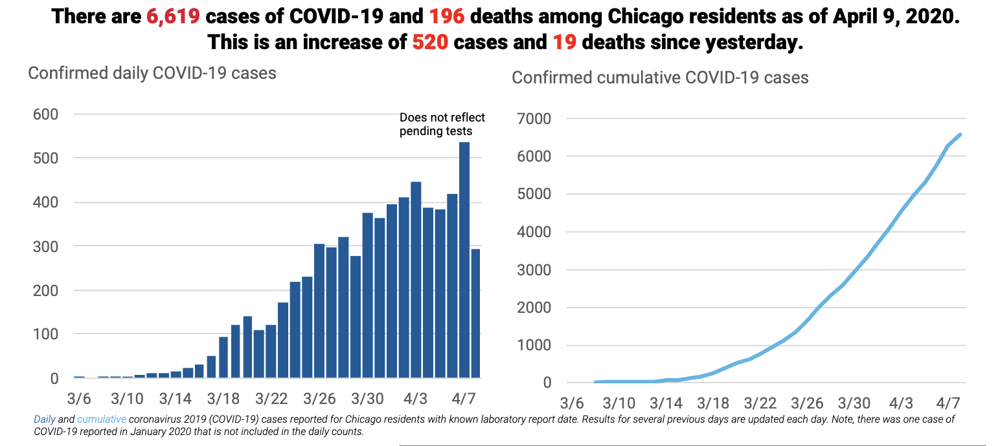 There are 6,619 cases of COVID-19 and 196 deaths among Chicago residents as of April 9, 2020.
This is an increase of 520 cases and 19 deaths since yesterday.
Confirmed daily COVID-19 cases
600
500
400
300
200
100
0
Does not reflect
pending tests
3/6 3/10 3/14 3/18 3/22 3/26 3/30 4/3 4/7
Confirmed cumulative COVID-19 cases
7000
6000
5000
4000
3000
2000
1000
0
3/6 3/10 3/14 3/18 3/22 3/26 3/30 4/3 4/7
Daily and cumulative coronavirus 2019 (COVID-19) cases reported for Chicago residents with known laboratory report date. Results for several previous days are updated each day. Note, there was one case of
COVID-19 reported in January 2020 that is not included in the daily counts.